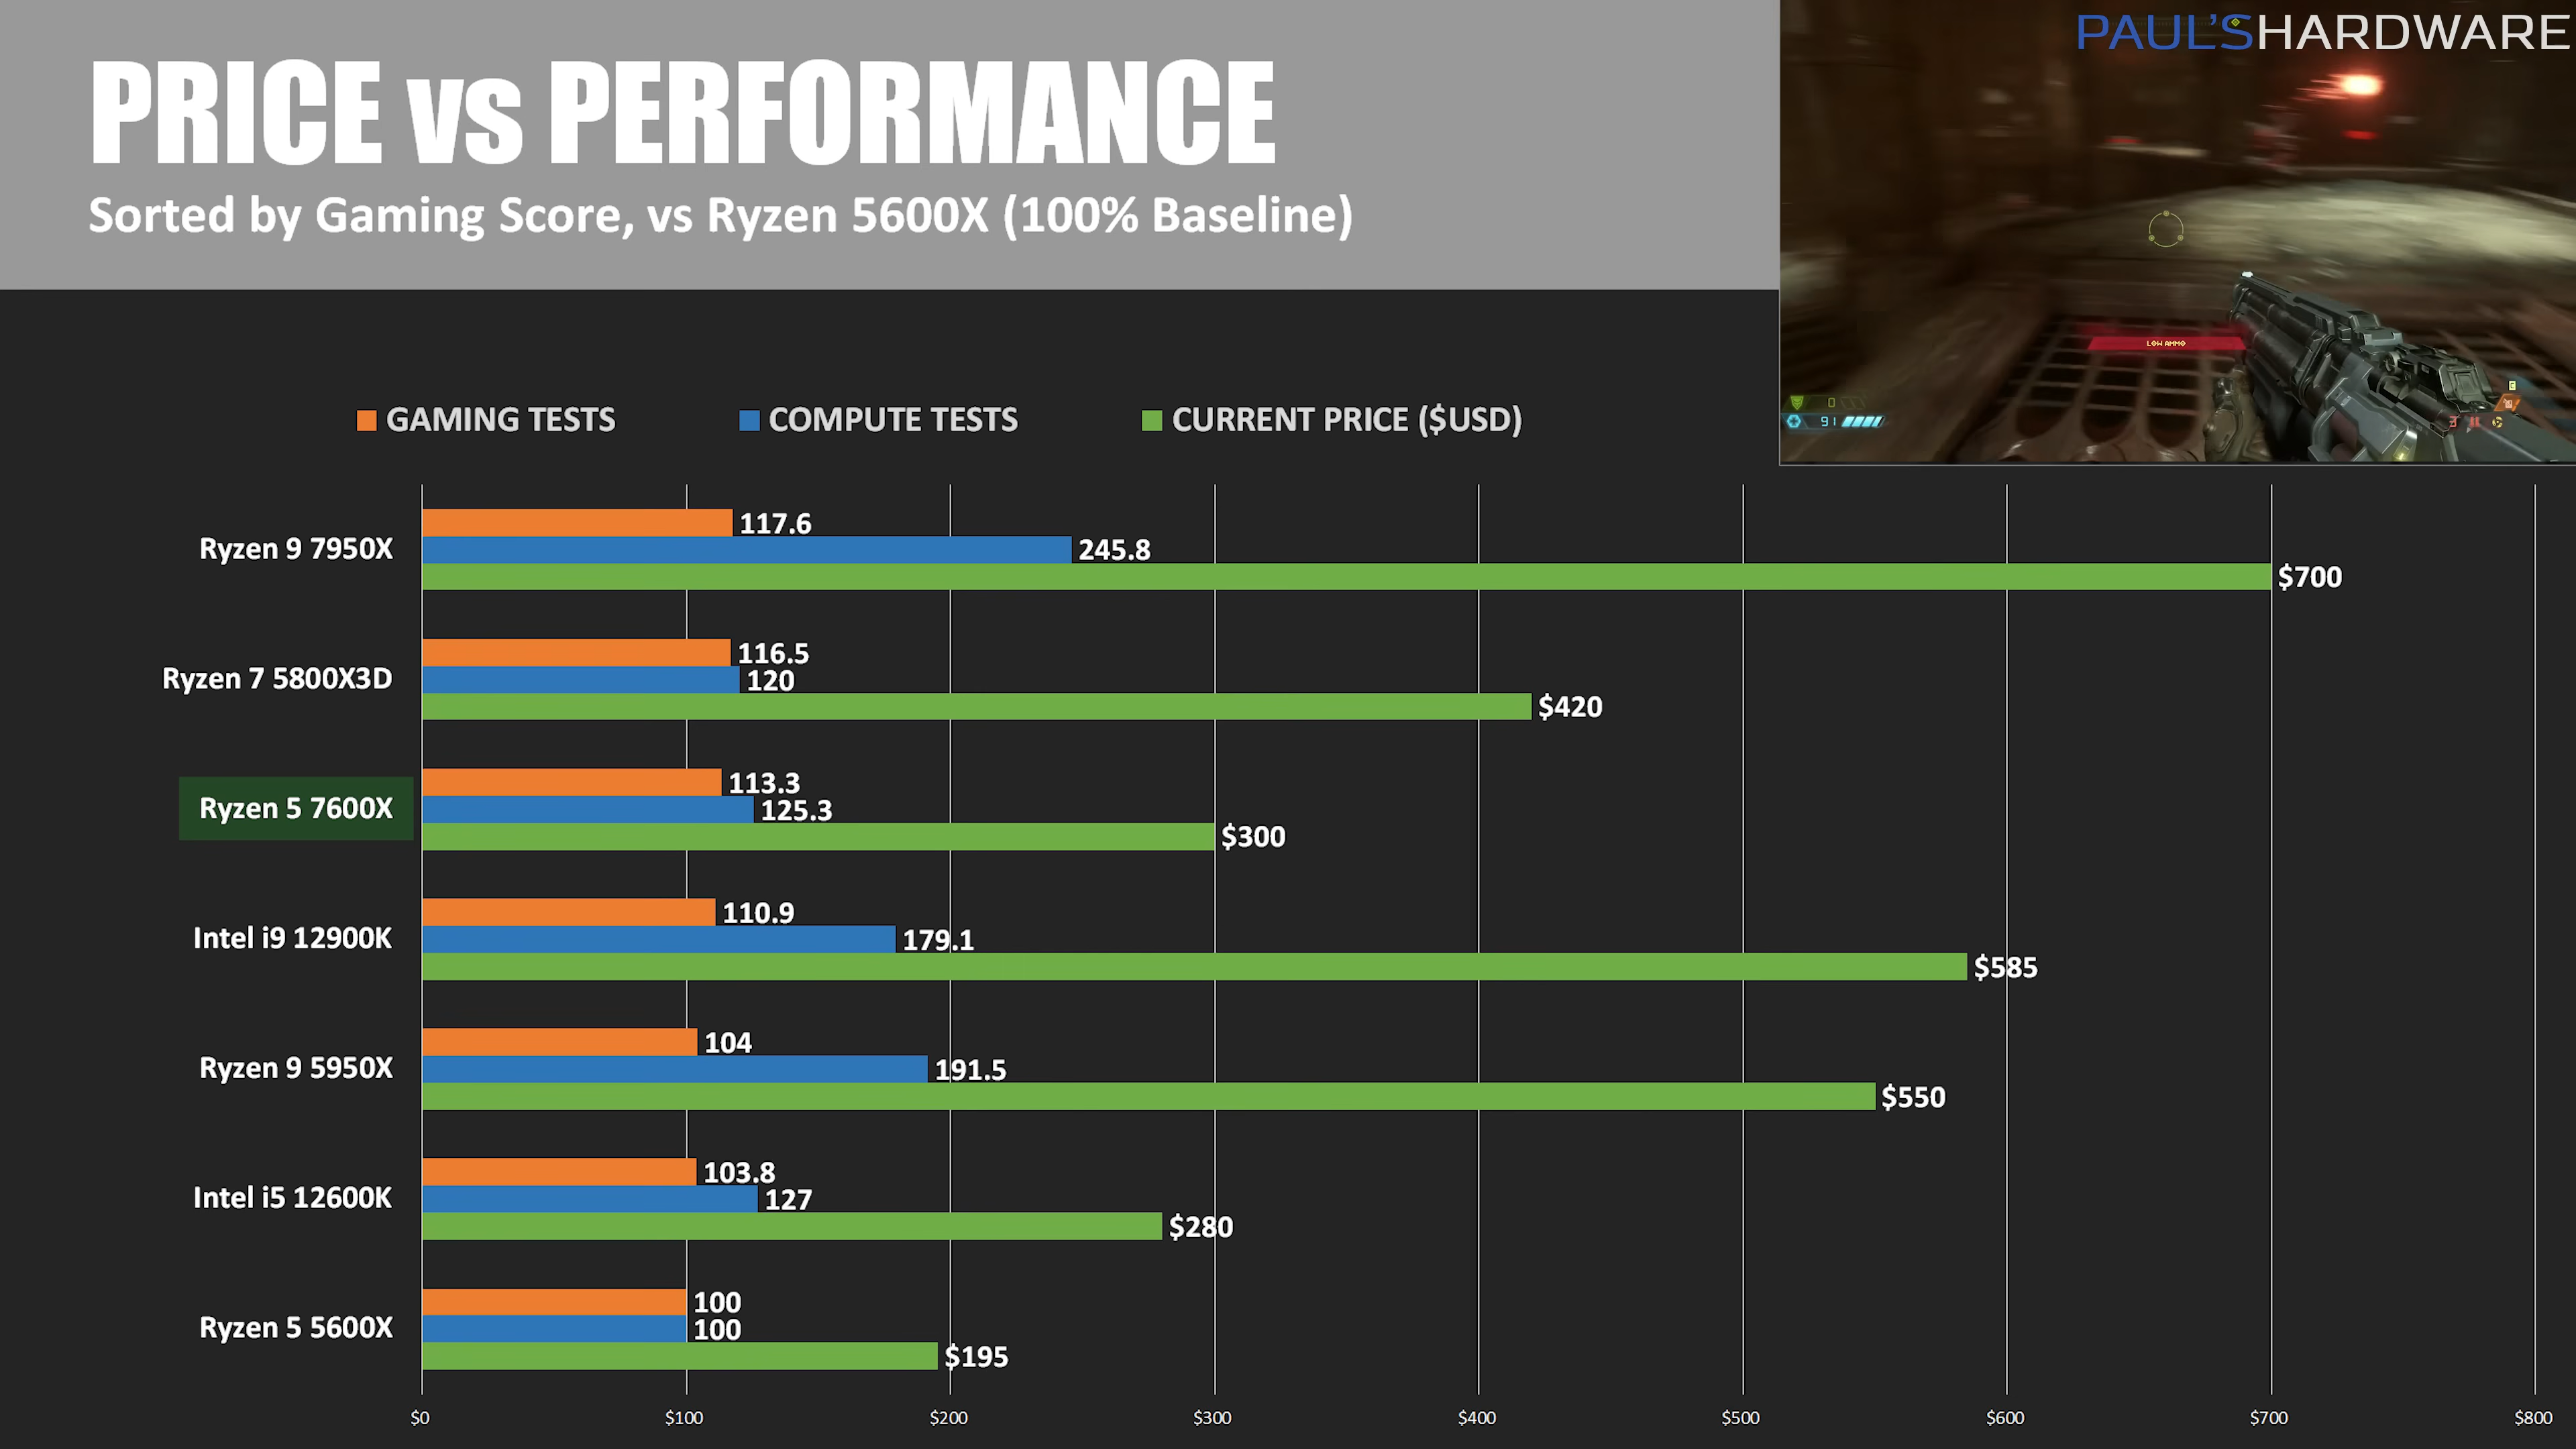 PAUL'SHARDWARE
PRICE vs PERFORMANCE
Sorted by Gaming Score, vs Ryzen 5600X (100% Baseline)
LOW AMMO
0
91
GAMING TESTS
COMPUTE TESTS
CURRENT PRICE ($USD)
Ryzen 9 7950X
117.6
245.8
$700
Ryzen 7 5800X3D
116.5
120
$420
Ryzen 5 7600X
113.3
125.3
$300
Intel i9 12900K
110.9
179.1
$585
Ryzen 9 5950X
104
191.5
$550
Intel i5 12600K
103.8
127
$280
Ryzen 5 5600X
100
100
$195
$0
$100
$200
$300
$400
$500
$600
$700
$800